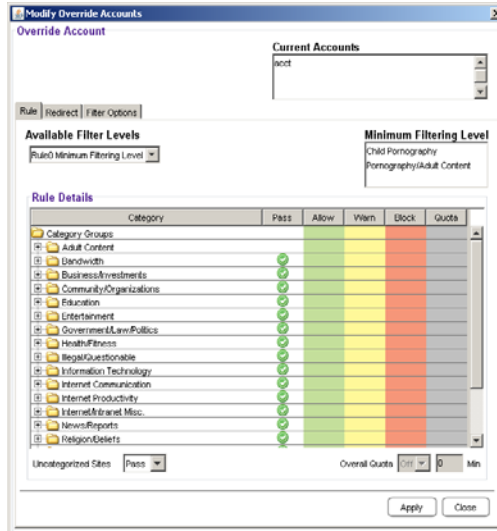 Modify Override Accounts
Override Account
Current Accounts
acct
Rule Redirect Filter Options
Available Filter Levels
Minimum Filtering Level
Rule0 Minimum Filtering Level
Child Pornography
Pornography/Adult Content
Rule Details
Category Pass Allow Warn Block Quota
Category Groups
Adult Content
Bandwidth
Business/Investments
Community/Organizations
Education
Entertainment
Government/Law/Politics
Health/Fitness
Illegal/Questionable
Information Technology
Internet Communication
Internet Productivity
Internet/Intranet Misc.
News/Reports
Religion/Beliefs
Uncategorized Sites Pass Overall Quota Off 0 Min
Apply Close